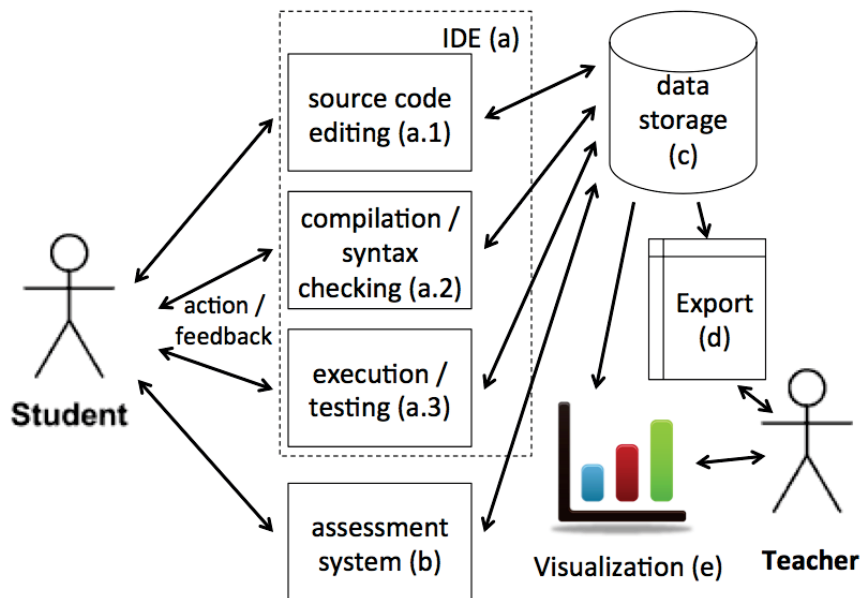 IDE (a)
source code
editing (a.1)
compilation /
syntax
checking (a.2)
action /
feedback
execution /
testing (a.3)
Student
assessment
system (b)
data
storage
(c)
Export
(d)
Visualization (e)
Teacher